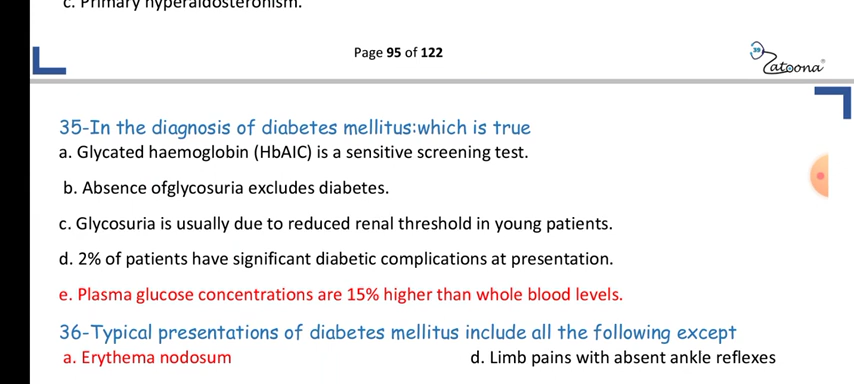 c. Primary hyperaldosteronism.
Page 95 of 122
39
Zatoona
35-In the diagnosis of diabetes mellitus:which is true
a. Glycated haemoglobin (HbAIC) is a sensitive screening test.
b. Absence ofglycosuria excludes diabetes.
c. Glycosuria is usually due to reduced renal threshold in young patients.
d. 2% of patients have significant diabetic complications at presentation.
e. Plasma glucose concentrations are 15% higher than whole blood levels.
36-Typical presentations of diabetes mellitus include all the following except
a. Erythema nodosum d. Limb pains with absent ankle reflexes